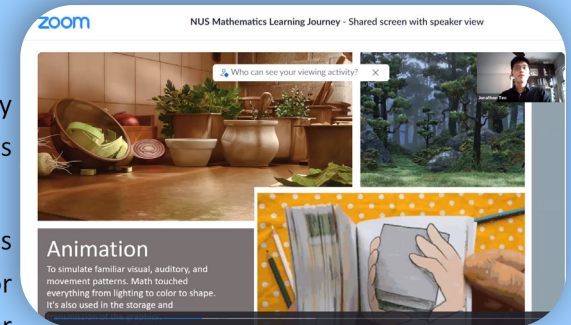 zoom
NUS Mathematics Learning Journey - Shared screen with speaker view
Who can see your viewing activity? X
Jonathan Teo
y
s
s
or
r
Animation
To simulate familiar visual, auditory, and
movement patterns. Math touched
everything from lighting to color to shape.
It's also used in the storage and